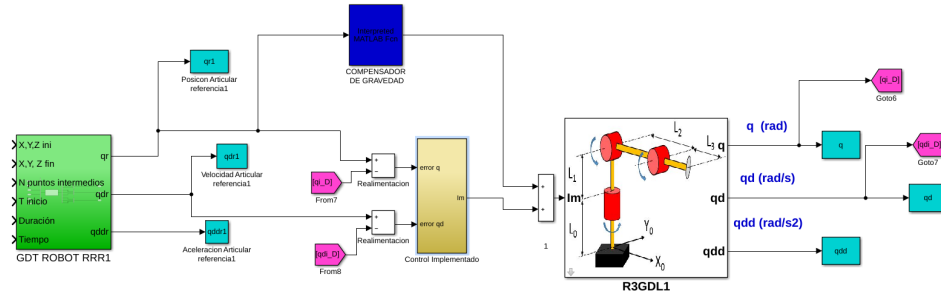 X,Y,Z ini
X,Y, Z fin
N puntos intermedios
T inicio
Duración
Tiempo
qr
qdr
qddr
GDT ROBOT RRR1
qr1
Posicon Articular
referencia1
qdr1
Velocidad Articular
referencia1
qddr1
Aceleracion Articular
referencia1
COMPENSADOR
DE GRAVEDAD
[qi_D]
From7
+
−
Realimentacion
[qdi_D]
From8
+
−
Realimentacion
error q
error qd
Im
Control Implementado
+
+
1
Im
L1
L0
L2
L3
Y0
X0
q
qd
qdd
R3GDL1
q (rad)
qd (rad/s)
qdd (rad/s2)
[qi_D]
Goto6
q
[qdi_D]
Goto7
qd
qdd